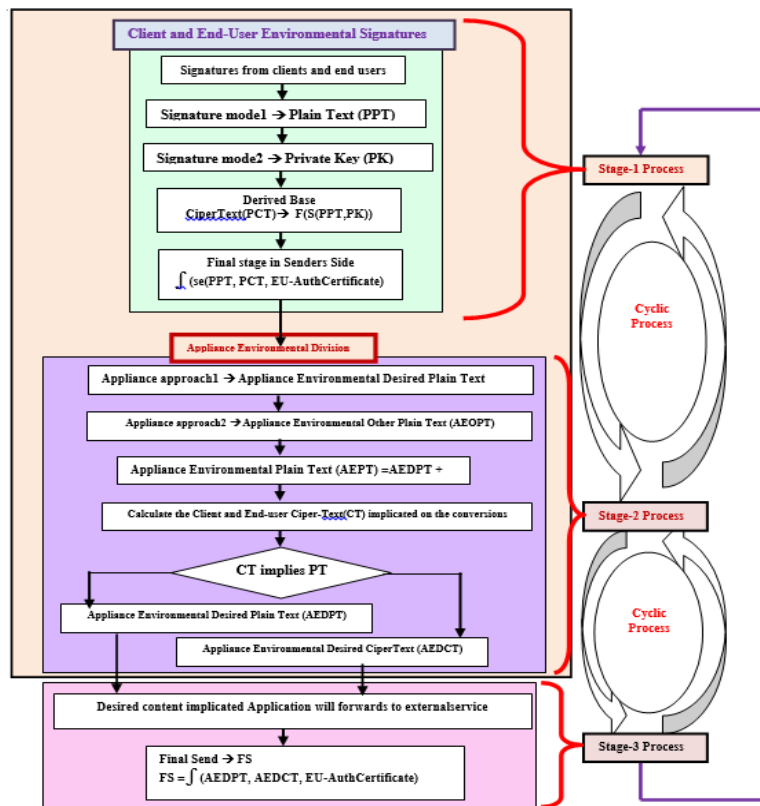 Client and End-User Environmental Signatures
Signatures from clients and end users
Signature mode1 → Plain Text (PPT)
Signature mode2 → Private Key (PK)
Derived Base
CiperText(PCT)→ F(S(PPT,PK))
Final stage in Senders Side
∫ (se(PPT, PCT, EU-AuthCertificate)
Appliance Environmental Division
Appliance approach1 → Appliance Environmental Desired Plain Text
Appliance approach2 → Appliance Environmental Other Plain Text (AEOPT)
Appliance Environmental Plain Text (AEPT) =AEDPT +
Calculate the Client and End-user Ciper-Text(CT) implicated on the conversions
CT implies PT
Appliance Environmental Desired Plain Text (AEDPT)
Appliance Environmental Desired CiperText (AEDCT)
Desired content implicated Application will forwards to externalservice
Final Send → FS
FS = ∫ (AEDPT, AEDCT, EU-AuthCertificate)
Stage-1 Process
Cyclic
Process
Stage-2 Process
Cyclic
Process
Stage-3 Process